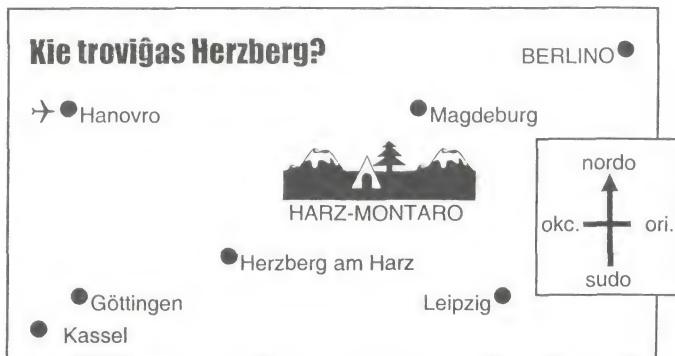 Kie troviĝas Herzberg?
BERLINO
Hanovro
Magdeburg
HARZ-MONTARO
nordo
okc.
ori.
sudo
Herzberg am Harz
Göttingen
Leipzig
Kassel